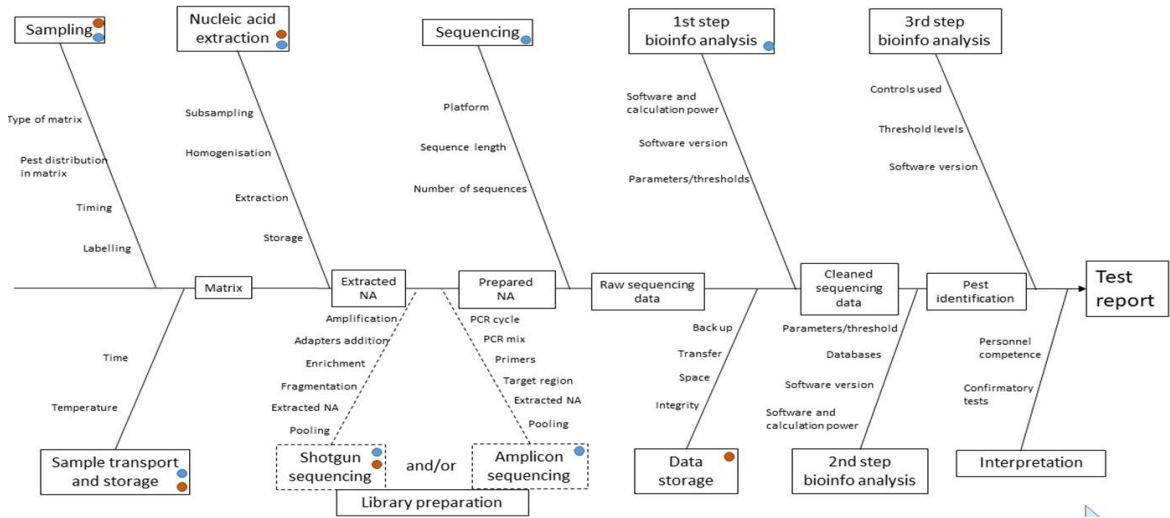 Sampling
Nucleic acid
extraction
Sequencing
1st step
bioinfo analysis
3rd step
bioinfo analysis
Type of matrix
Pest distribution
in matrix
Timing
Labelling
Subsampling
Homogenisation
Extraction
Storage
Platform
Sequence length
Number of sequences
Software and
calculation power
Software version
Parameters/thresholds
Controls used
Threshold levels
Software version
Matrix
Extracted
NA
Prepared
NA
Raw sequencing
data
Cleaned
sequencing
data
Pest
identification
Test
report
Time
Temperature
Amplification
Adapters addition
Enrichment
Fragmentation
Extracted NA
Pooling
PCR cycle
PCR mix
Primers
Target region
Extracted NA
Pooling
Back up
Transfer
Space
Integrity
Parameters/threshold
Databases
Software version
Software and
calculation power
Personnel
competence
Confirmatory
tests
Sample transport
and storage
Shotgun
sequencing
and/or
Amplicon
sequencing
Library preparation
Data
storage
2nd step
bioinfo analysis
Interpretation